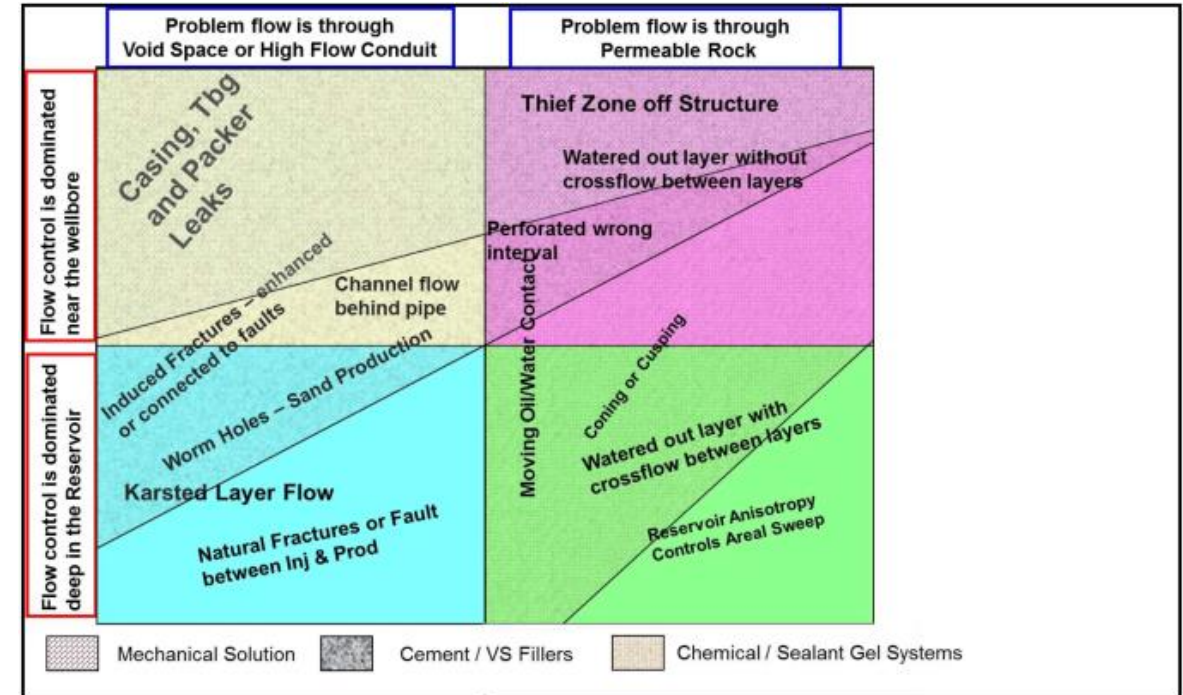 Problem flow is through
Void Space or High Flow Conduit
Problem flow is through
Permeable Rock
Flow control is dominated
near the wellbore
Casing, Tbg
and Packer
Leaks
Thief Zone off Structure
Watered out layer without
crossflow between layers
Perforated wrong
interval
Channel flow
behind pipe
Induced Fractures – enhanced
or connected to faults
Moving Oil/Water Contact
Coning or Cusping
Flow control is dominated
deep in the Reservoir
Worm Holes – Sand Production
Karsted Layer Flow
Natural Fractures or Fault
between Inj & Prod
Watered out layer with
crossflow between layers
Reservoir Anisotropy
Controls Areal Sweep
Mechanical Solution
Cement / VS Fillers
Chemical / Sealant Gel Systems